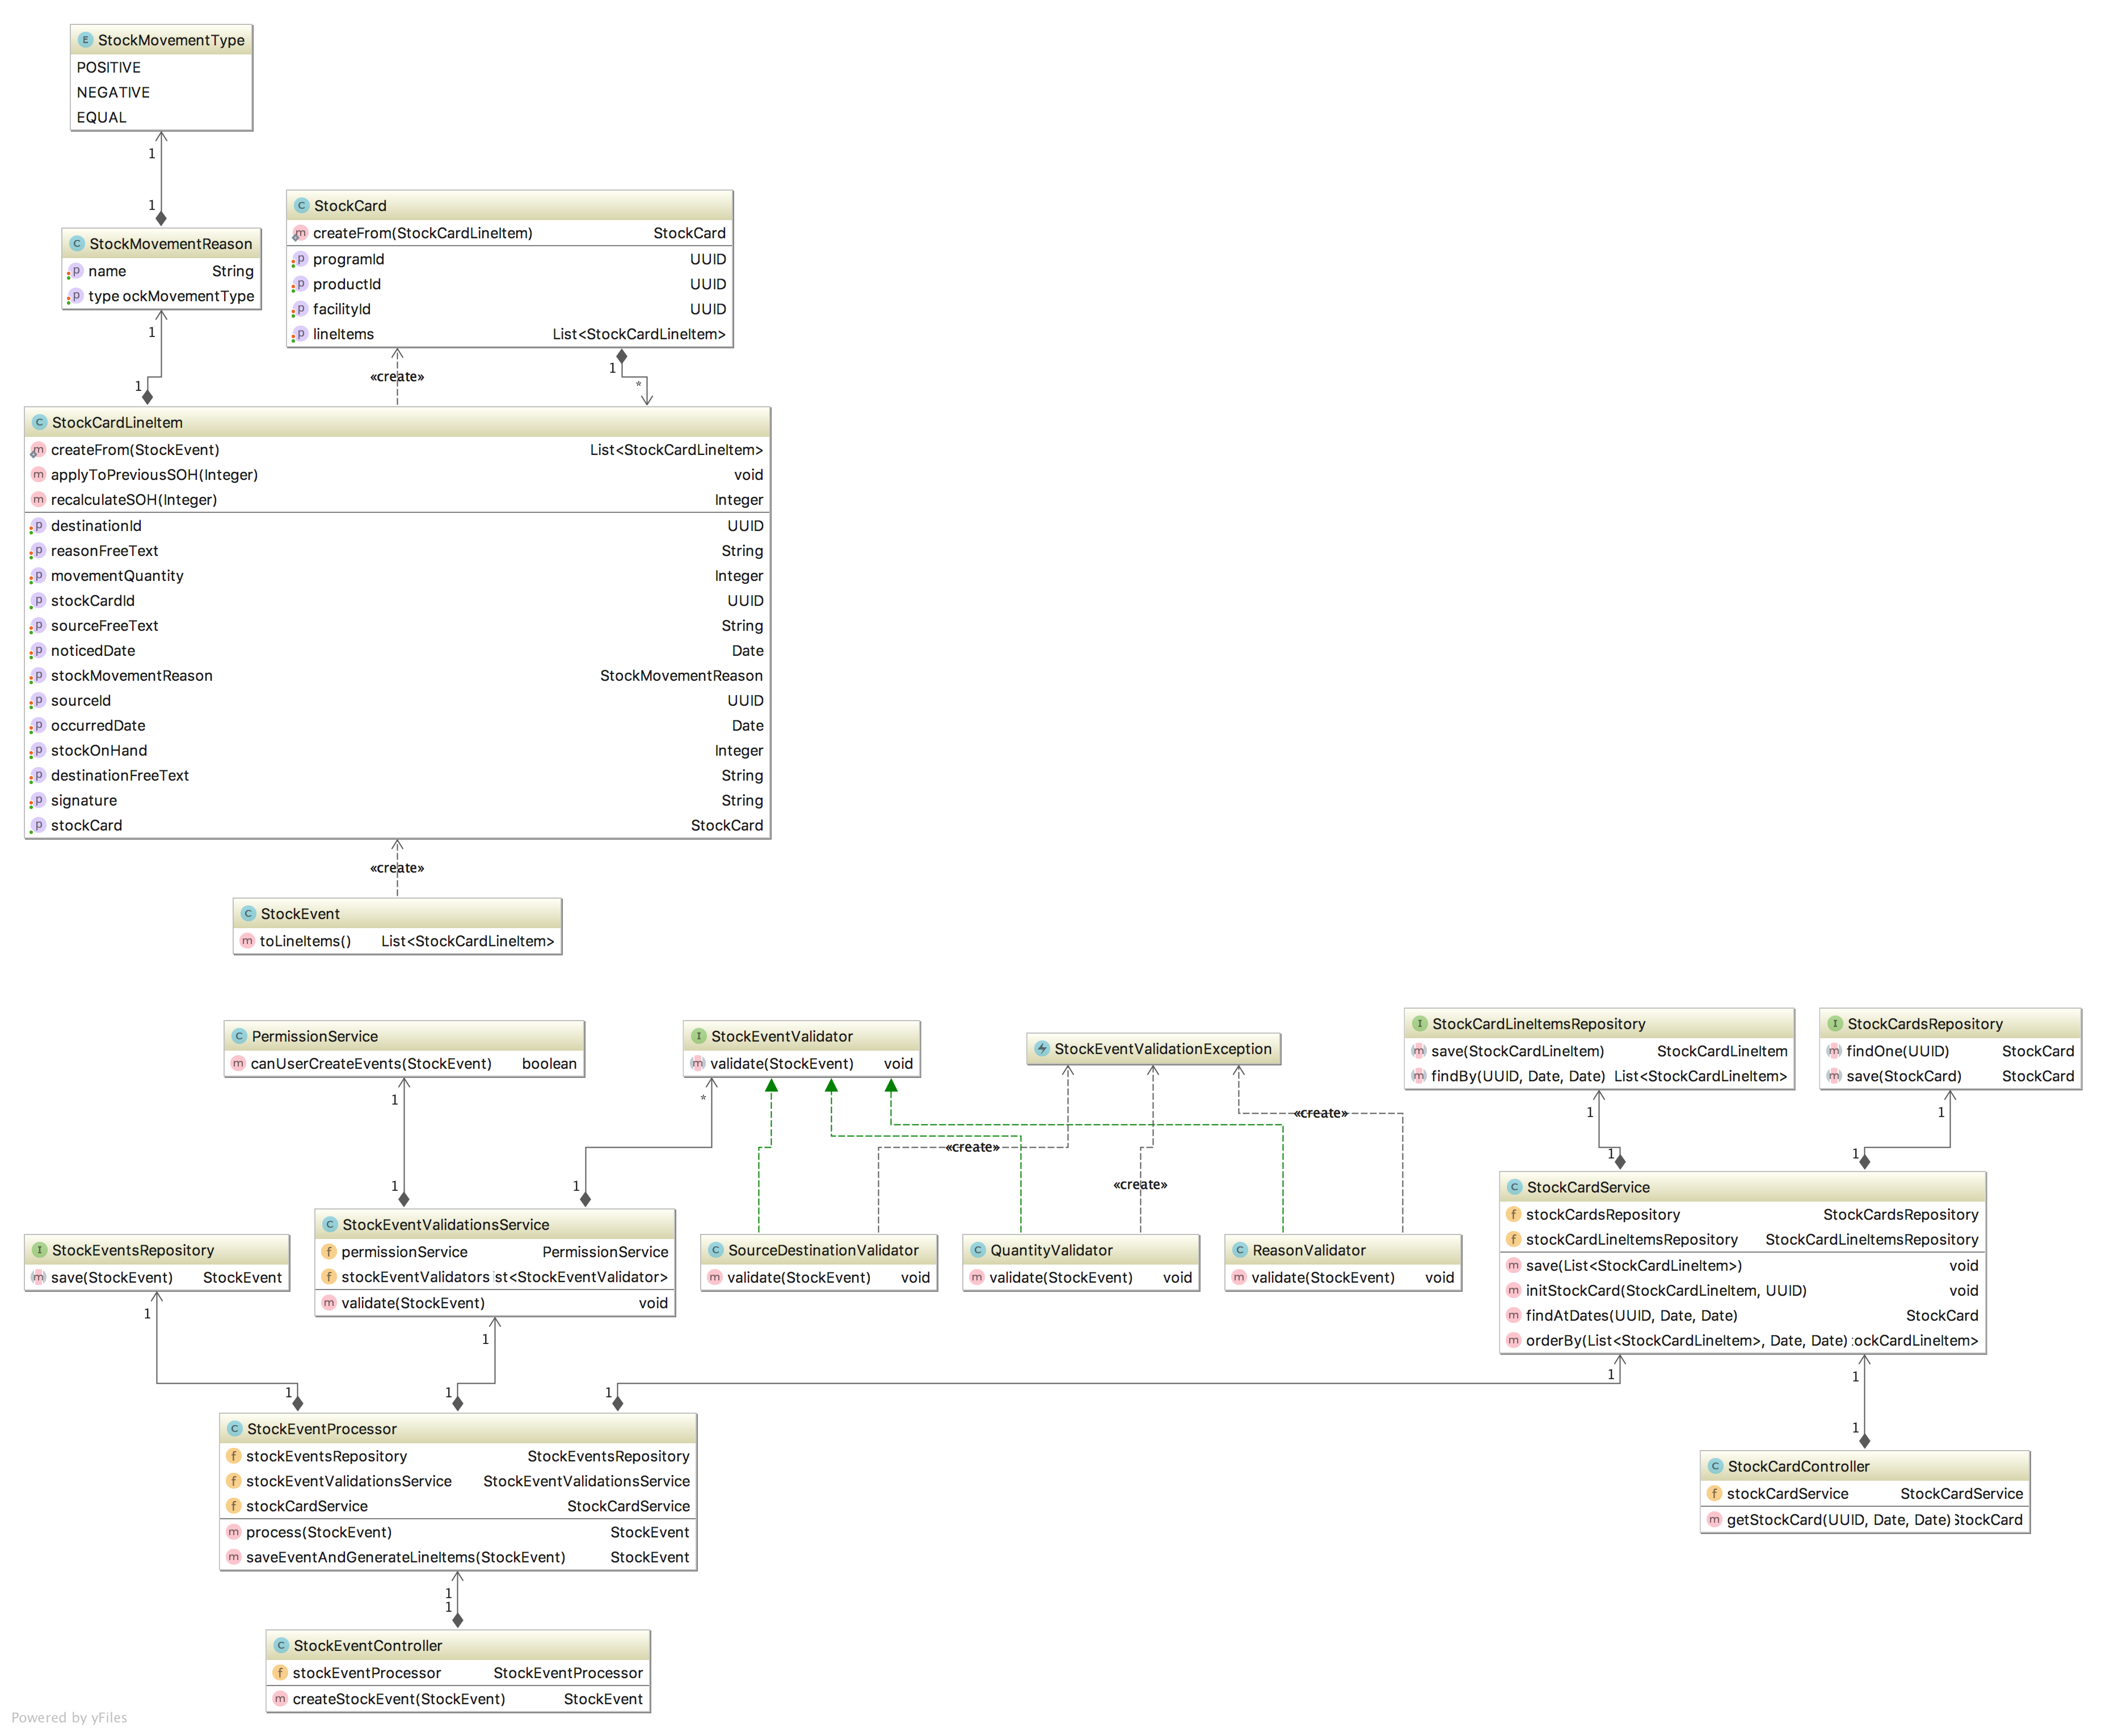 StockMovementType
POSITIVE
NEGATIVE
EQUAL
1
1
StockMovementReason
name String
type ockMovementType
1
1
StockCard
createFrom(StockCardLineItem) StockCard
programId UUID
productId UUID
facilityId UUID
lineItems List<StockCardLineItem>
«create»
1
*
StockCardLineItem
createFrom(StockEvent) List<StockCardLineItem>
applyToPreviousSOH(Integer) void
recalculateSOH(Integer) Integer
destinationId UUID
reasonFreeText String
movementQuantity Integer
stockCardId UUID
sourceFreeText String
noticedDate Date
stockMovementReason StockMovementReason
sourceId UUID
occurredDate Date
stockOnHand Integer
destinationFreeText String
signature String
stockCard StockCard
«create»
StockEvent
toLineItems() List<StockCardLineItem>
PermissionService
canUserCreateEvents(StockEvent) boolean
1
1
StockEventValidator
validate(StockEvent) void
*
1
StockEventValidationException
«create»
«create»
«create»
StockCardLineItemsRepository
save(StockCardLineItem) StockCardLineItem
findBy(UUID, Date, Date) List<StockCardLineItem>
1
1
StockCardsRepository
findOne(UUID) StockCard
save(StockCard) StockCard
1
1
StockEventsRepository
save(StockEvent) StockEvent
1
1
StockEventValidationsService
permissionService PermissionService
stockEventValidators st<StockEventValidator>
validate(StockEvent) void
1
1
SourceDestinationValidator
validate(StockEvent) void
QuantityValidator
validate(StockEvent) void
ReasonValidator
validate(StockEvent) void
StockCardService
stockCardsRepository StockCardsRepository
stockCardLineItemsRepository StockCardLineItemsRepository
save(List<StockCardLineItem>) void
initStockCard(StockCardLineItem, UUID) void
findAtDates(UUID, Date, Date) StockCard
orderBy(List<StockCardLineItem>, Date, Date) ockCardLineItem>
1
1
1
1
StockEventProcessor
stockEventsRepository StockEventsRepository
stockEventValidationsService StockEventValidationsService
stockCardService StockCardService
process(StockEvent) StockEvent
saveEventAndGenerateLineItems(StockEvent) StockEvent
1
1
StockCardController
stockCardService StockCardService
getStockCard(UUID, Date, Date) StockCard
StockEventController
stockEventProcessor StockEventProcessor
createStockEvent(StockEvent) StockEvent
Powered by yFiles